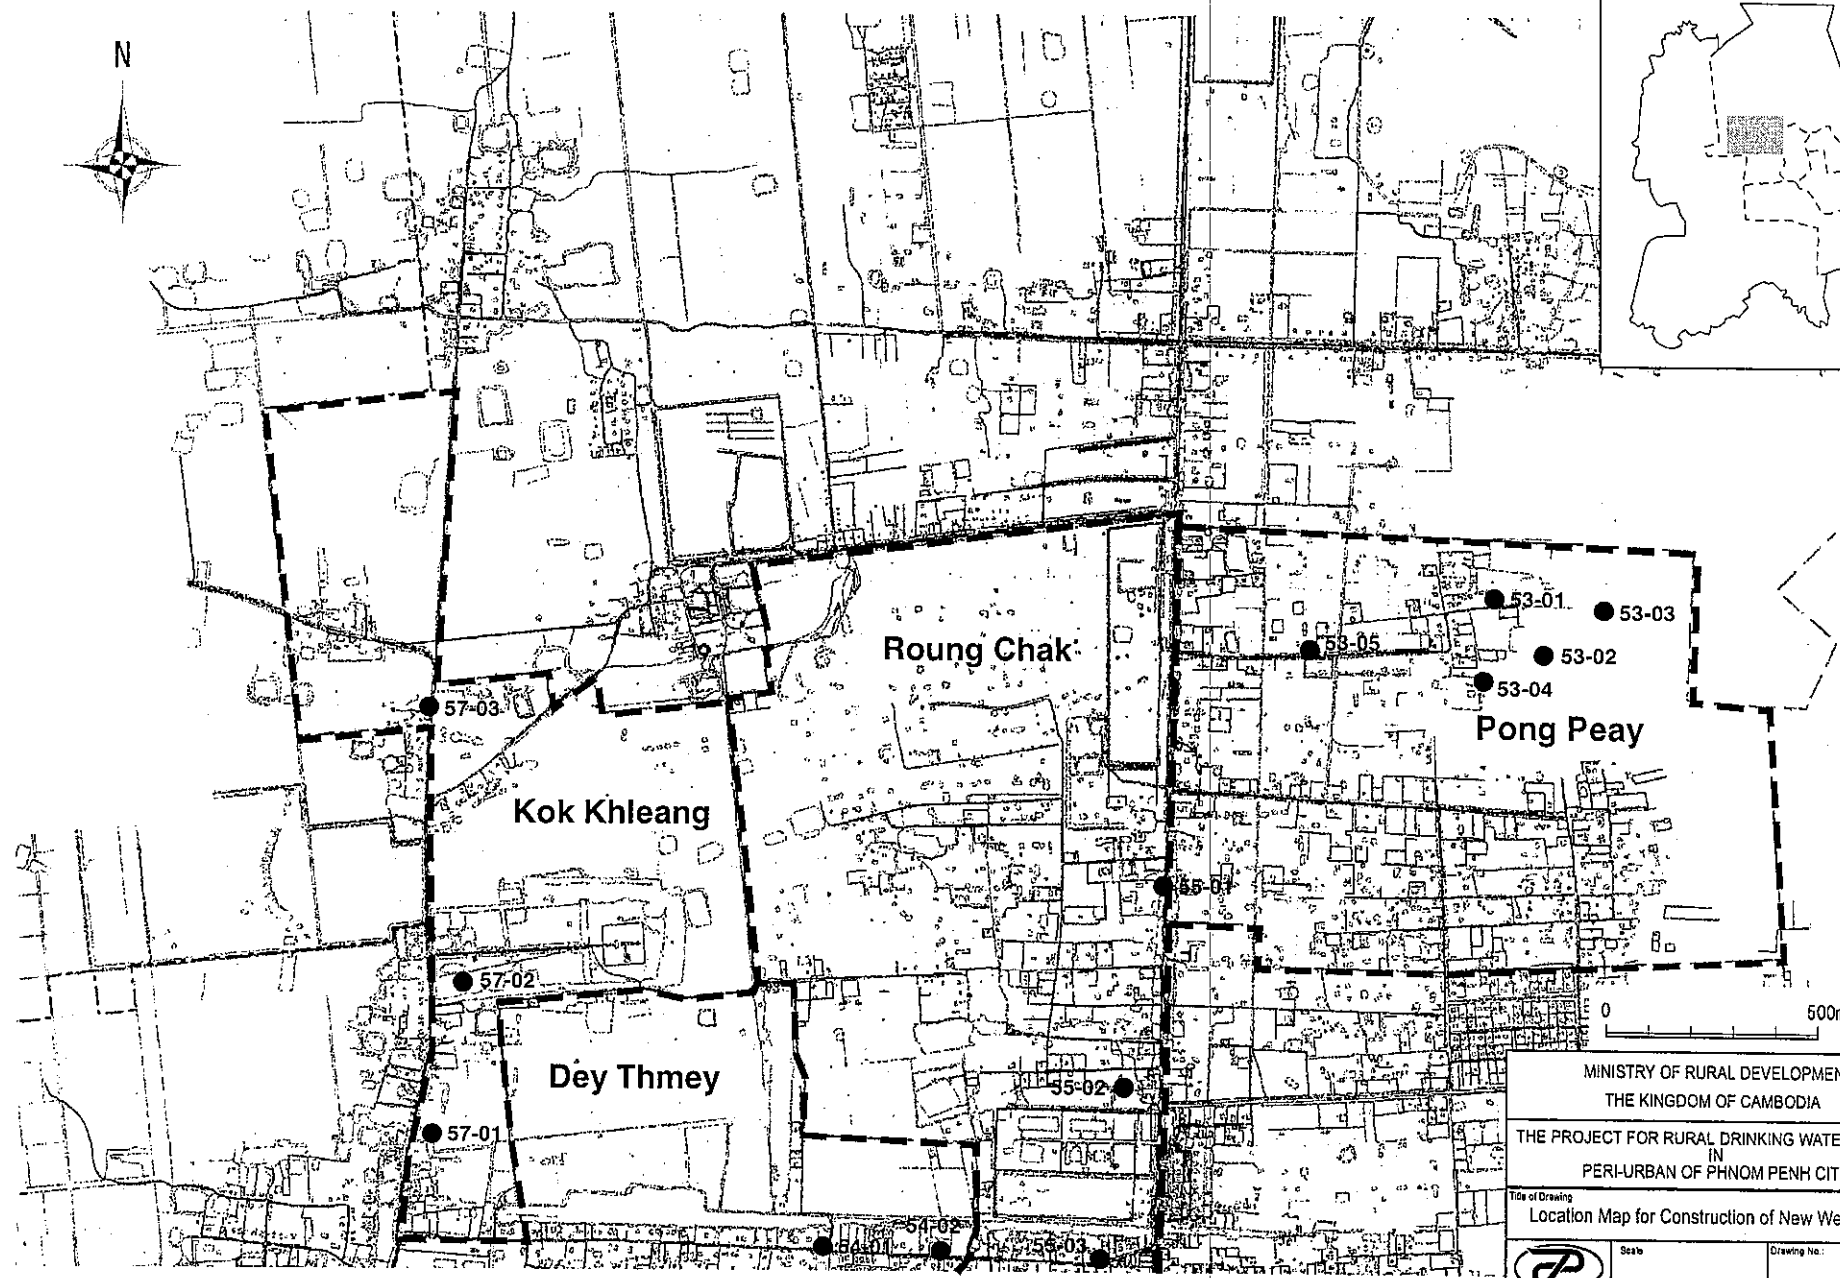 N
53-01
53-03
Roung Chak
53-05
53-02
53-04
57-03
Pong Peay
Kok Khleang
55-01
57-02
0 500m
Dey Thmey
55-02
57-01
MINISTRY OF RURAL DEVELOPMEN
THE KINGDOM OF CAMBODIA
THE PROJECT FOR RURAL DRINKING WATE
IN
PERI-URBAN OF PHNOM PENH CIT
Title of Drawing
Location Map for Construction of New We
54-02
54-01
55-03
Scale
Drawing No.: